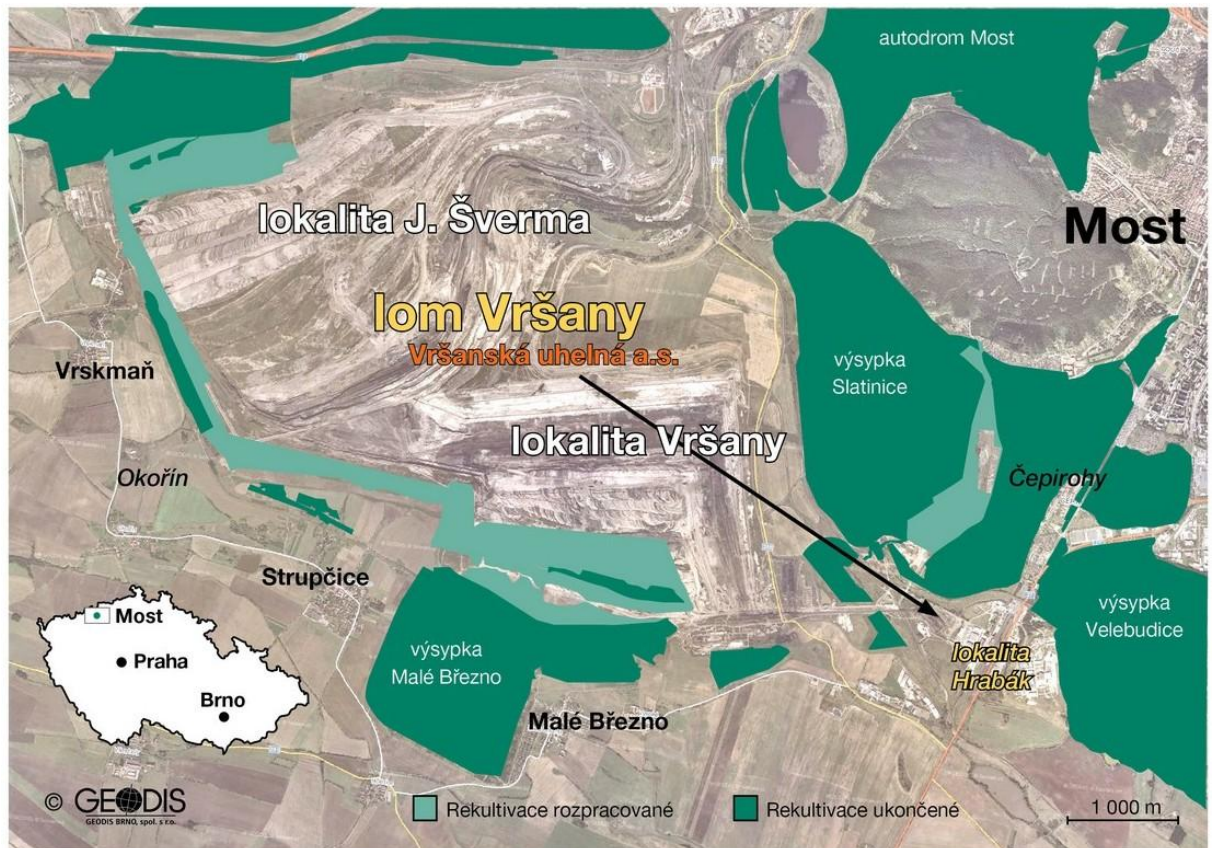 autodrom Most
lokalita J. Šverma
Most
lom Vršany
Vršanská uhelná a.s.
Vrskmaň
výsypka
Slatinice
lokalita Vršany
Okořín
Čepirohy
Strupčice
Most
Praha
Brno
výsypka
Malé Březno
výsypka
Velebudice
lokalita
Hrabák
Malé Březno
© GEODIS
GEODIS BRNO, spol. s r.o.
Rekultivace rozpracované
Rekultivace ukončené
1 000 m